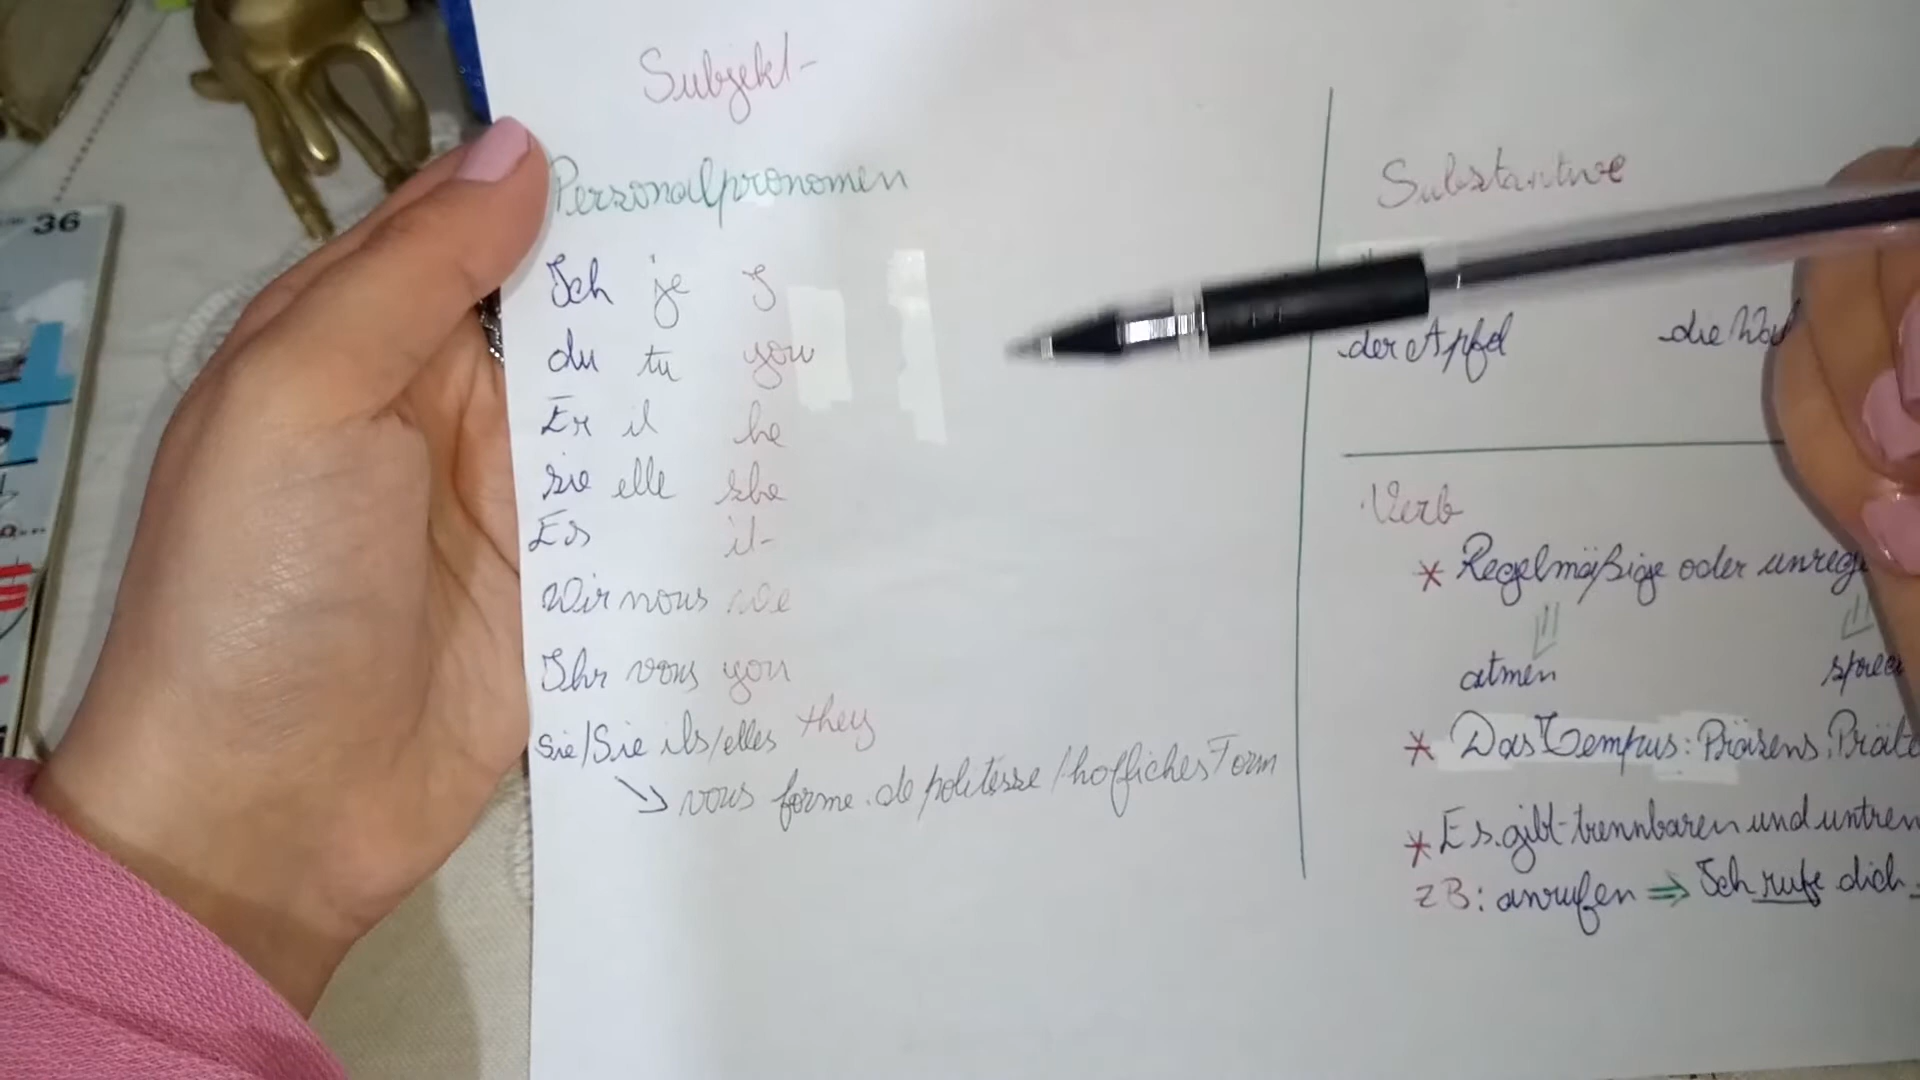 36
Subjekt-
Personalpronomen
Ich je I
du tu you
Er il he
sie elle she
Es it
Wir nous we
Ihr vous you
sie/Sie ils/elles they
vous forme de politesse/höffiches Form
Substantive
der Apfel
Verb
* Regelmäßige oder
atmen
* Das Tempus: Präsens,
* Es gibt trennbaren und
zB: anrufen ⇒ Ich rufe dich